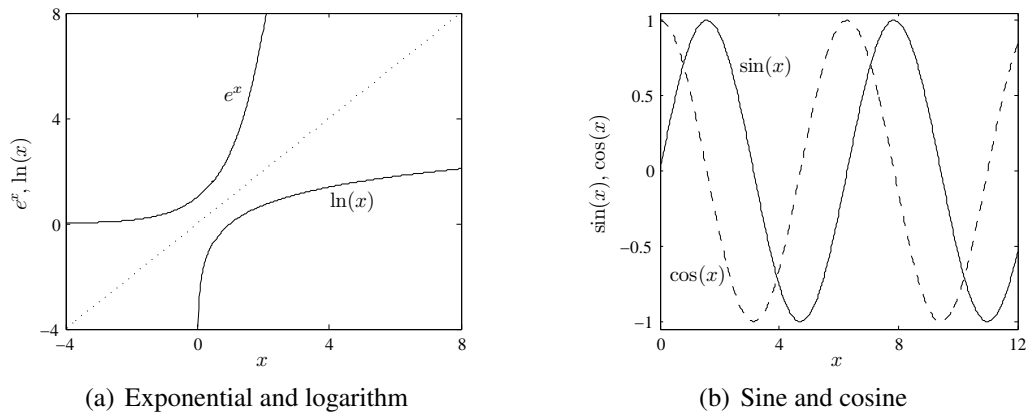 8
4
0
−4
−4
0
4
8
x
e^x, ln(x)
e^x
ln(x)
(a) Exponential and logarithm
1
0.5
0
−0.5
−1
0
4
8
12
x
sin(x), cos(x)
sin(x)
cos(x)
(b) Sine and cosine